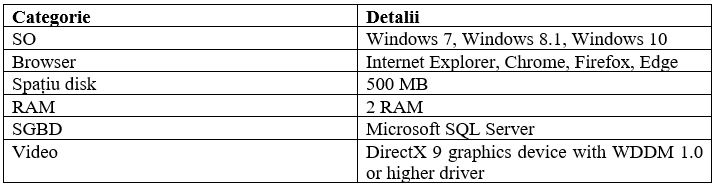 Categorie Detalii
SO Windows 7, Windows 8.1, Windows 10
Browser Internet Explorer, Chrome, Firefox, Edge
Spațiu disk 500 MB
RAM 2 RAM
SGBD Microsoft SQL Server
Video DirectX 9 graphics device with WDDM 1.0
or higher driver